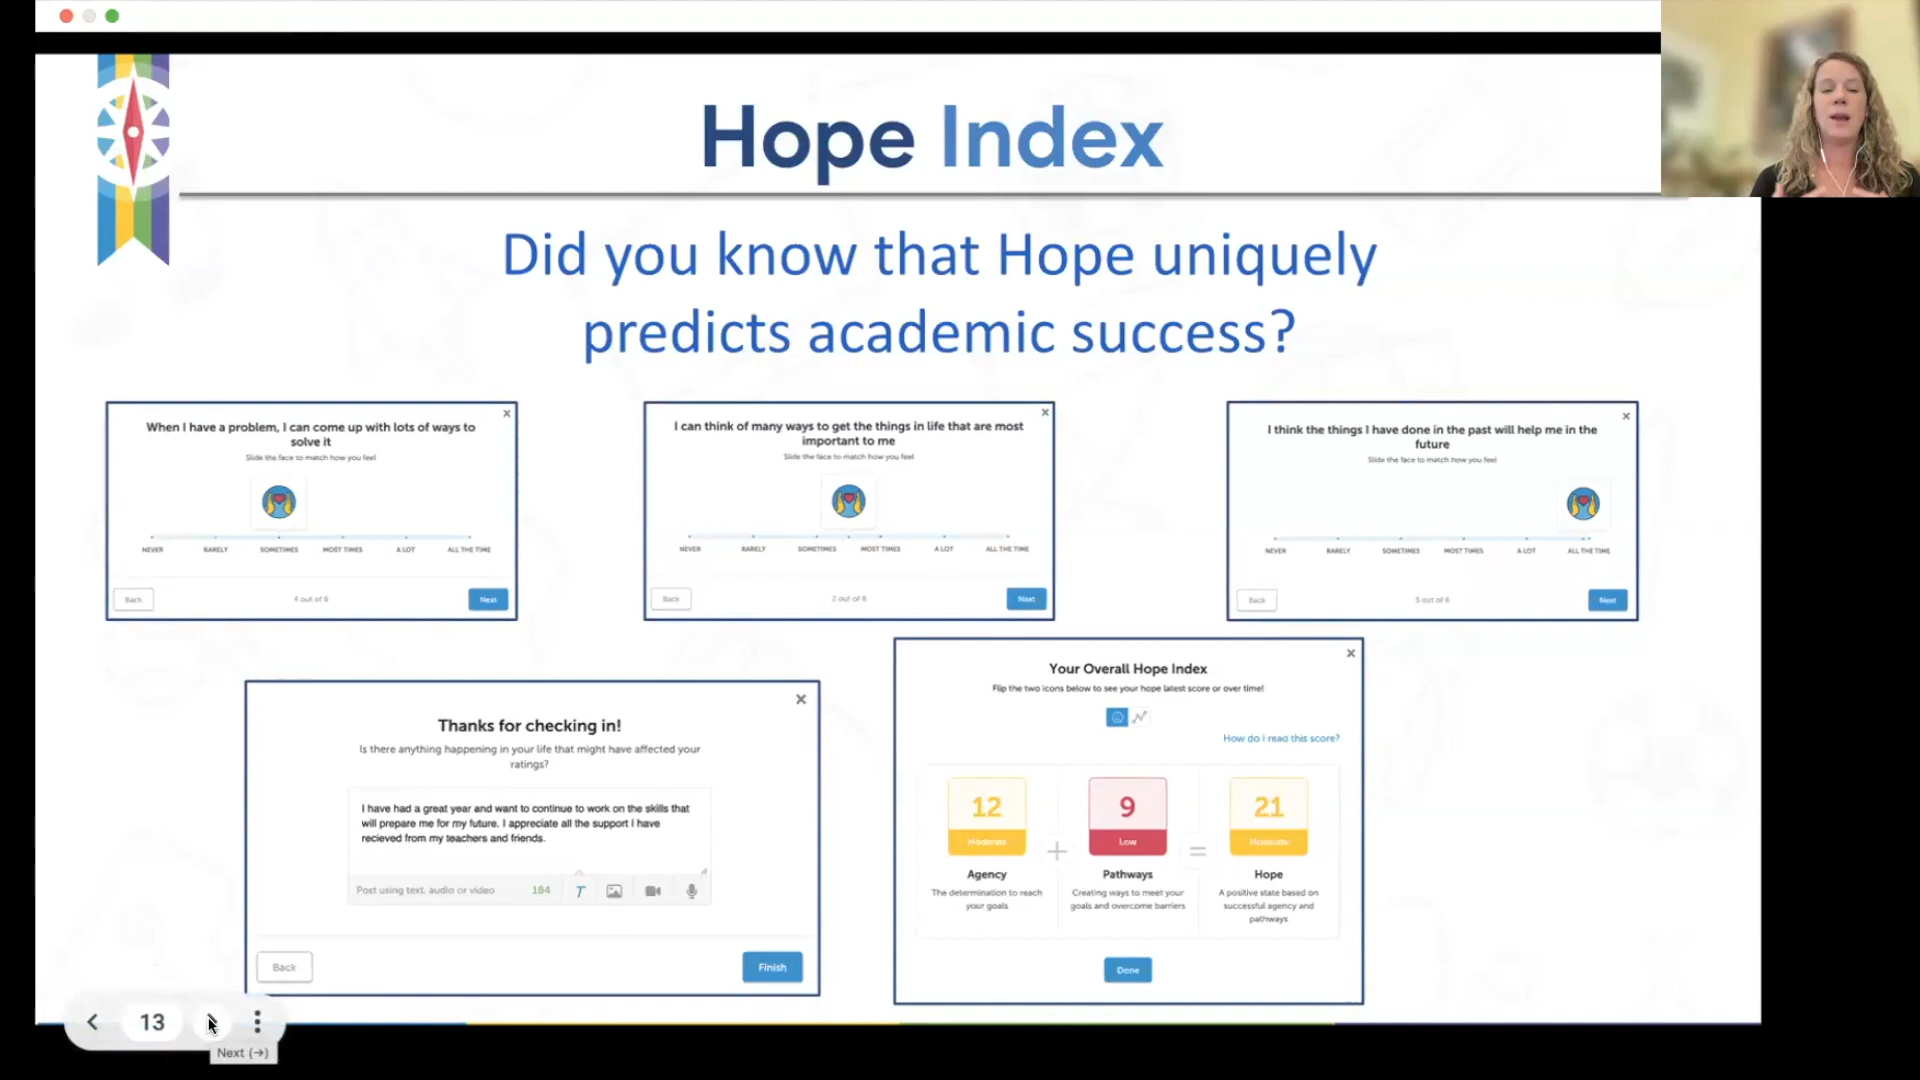 Hope Index
Did you know that Hope uniquely
predicts academic success?
When I have a problem, I can come up with lots of ways to
solve it
Slide the face to match how you feel
NEVER RARELY SOMETIMES MOST TIMES A LOT ALL THE TIME
Back 4 out of 6 Next
I can think of many ways to get the things in life that are most
important to me
Slide the face to match how you feel
NEVER RARELY SOMETIMES MOST TIMES A LOT ALL THE TIME
Back 2 out of 6 Next
I think the things I have done in the past will help me in the
future
Slide the face to match how you feel
NEVER RARELY SOMETIMES MOST TIMES A LOT ALL THE TIME
Back 5 out of 6 Next
Thanks for checking in!
Is there anything happening in your life that might have affected your
ratings?
I have had a great year and want to continue to work on the skills that
will prepare me for my future. I appreciate all the support I have
recieved from my teachers and friends.
Post using text, audio or video 184 T
Back Finish
Your Overall Hope Index
Flip the two icons below to see your hope latest score or over time!
How do I read this score?
12 9 21
Moderate Low Moderate
+ =
Agency Pathways Hope
The determination to reach
your goals
Creating ways to meet your
goals and overcome barriers
A positive state based on
successful agency and
pathways
Done
13
Next (→)